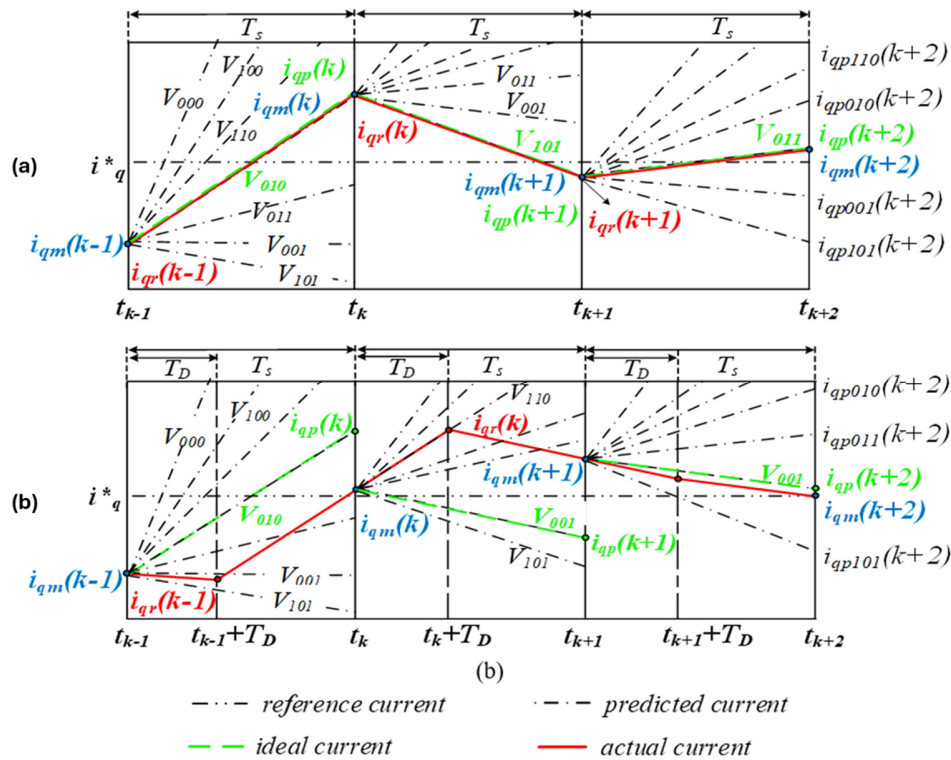 T_s T_s T_s
(a)
V_000 V_100 V_110 i_qp(k) i_qm(k) i_qr(k)
V_010 V_011 V_001 V_101
V_011 V_001 V_101
i*_q
i_qm(k-1)
i_qr(k-1)
i_qm(k+1)
i_qp(k+1)
i_qr(k+1)
V_011
i_qp110(k+2)
i_qp010(k+2)
i_qp(k+2)
i_qm(k+2)
i_qp001(k+2)
i_qp101(k+2)
t_k-1 t_k t_k+1 t_k+2
T_D T_s T_D T_s T_D T_s
(b)
V_000 V_100 i_qp(k)
V_010 V_001 V_101
V_110 i_qr(k)
i_qm(k+1)
i*_q
i_qm(k-1)
i_qr(k-1)
i_qm(k)
V_001
V_101
i_qp(k+1)
V_001
i_qp010(k+2)
i_qp011(k+2)
i_qp(k+2)
i_qm(k+2)
i_qp101(k+2)
t_k-1 t_k-1+T_D t_k t_k+T_D t_k+1 t_k+1+T_D t_k+2
(b)
reference current predicted current
ideal current actual current